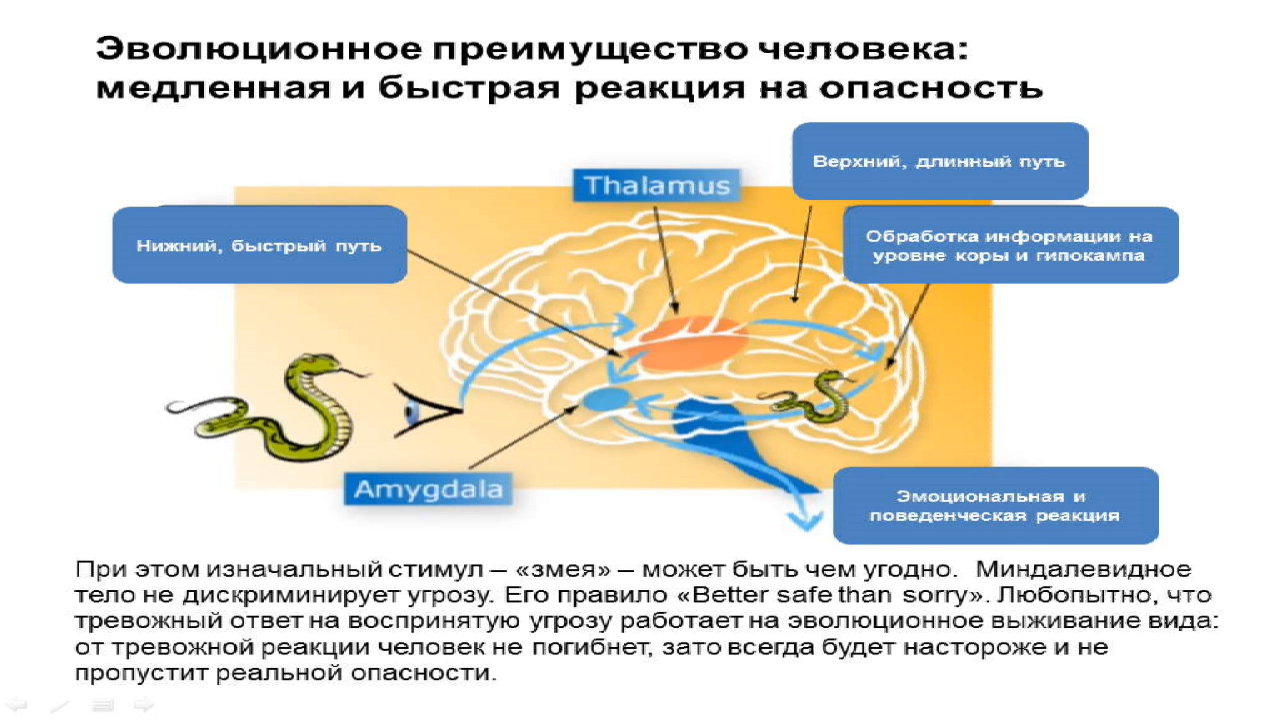 Эволюционное преимущество человека:
медленная и быстрая реакция на опасность
Верхний, длинный путь
Thalamus
Нижний, быстрый путь
Обработка информации на
уровне коры и гипокампа
Amygdala
Эмоциональная и
поведенческая реакция
При этом изначальный стимул – «змея» – может быть чем угодно. Миндалевидное
тело не дискриминирует угрозу. Его правило «Better safe than sorry». Любопытно, что
тревожный ответ на воспринятую угрозу работает на эволюционное выживание вида:
от тревожной реакции человек не погибнет, зато всегда будет настороже и не
пропустит реальной опасности.